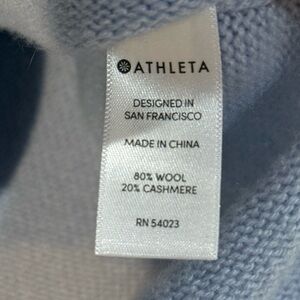 ATHLETA
DESIGNED IN
SAN FRANCISCO
MADE IN CHINA
80% WOOL
20% CASHMERE
RN 54023